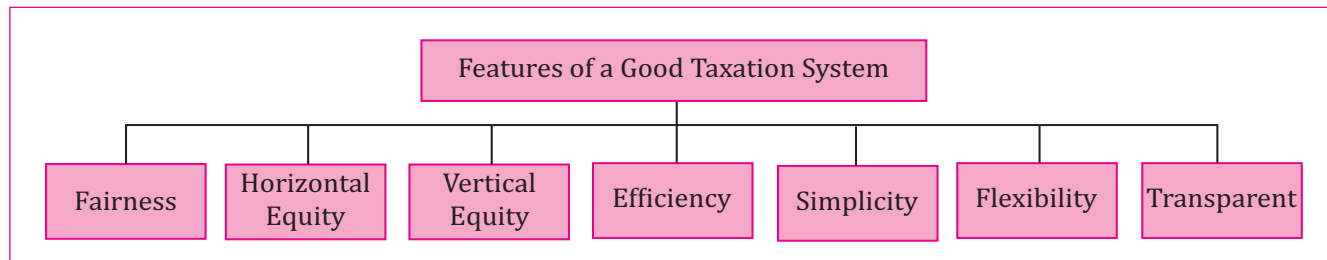 Features of a Good Taxation System
Fairness
Horizontal
Equity
Vertical
Equity
Efficiency
Simplicity
Flexibility
Transparent